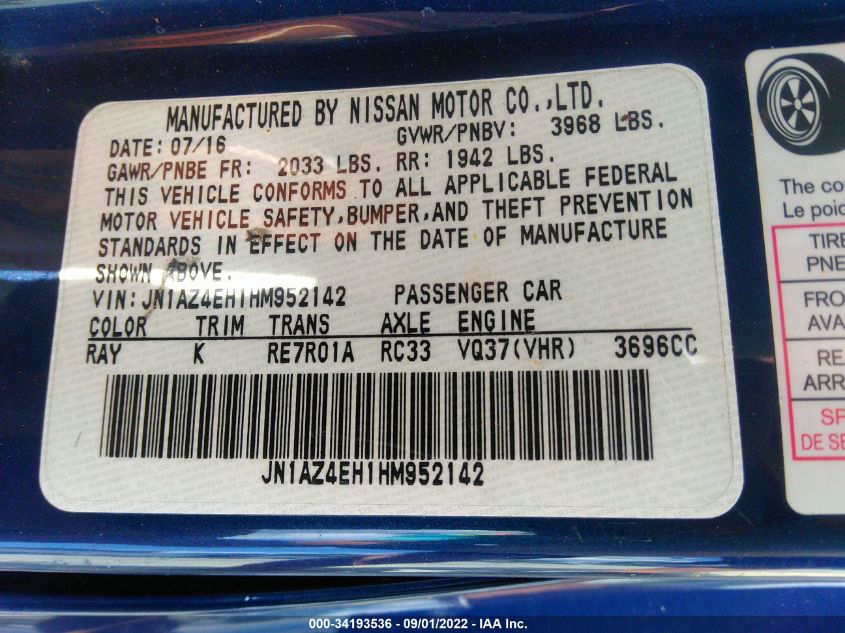 MANUFACTURED BY NISSAN MOTOR CO.,LTD.
DATE: 07/16 GVWR/PNBV: 3968 LBS.
GAWR/PNBE FR: 2033 LBS. RR: 1942 LBS.
THIS VEHICLE CONFORMS TO ALL APPLICABLE FEDERAL
MOTOR VEHICLE SAFETY,BUMPER,AND THEFT PREVENTION
STANDARDS IN EFFECT ON THE DATE OF MANUFACTURE
SHOWN ABOVE.
VIN: JN1AZ4EH1HM952142 PASSENGER CAR
COLOR TRIM TRANS AXLE ENGINE
RAY K RE7R01A RC33 VQ37(VHR) 3696CC
JN1AZ4EH1HM952142
The co
Le poid
TIRE
PNE
FRO
AVA
RE
ARR
SP
DE SE
000-34193536 - 09/01/2022 - IAA Inc.